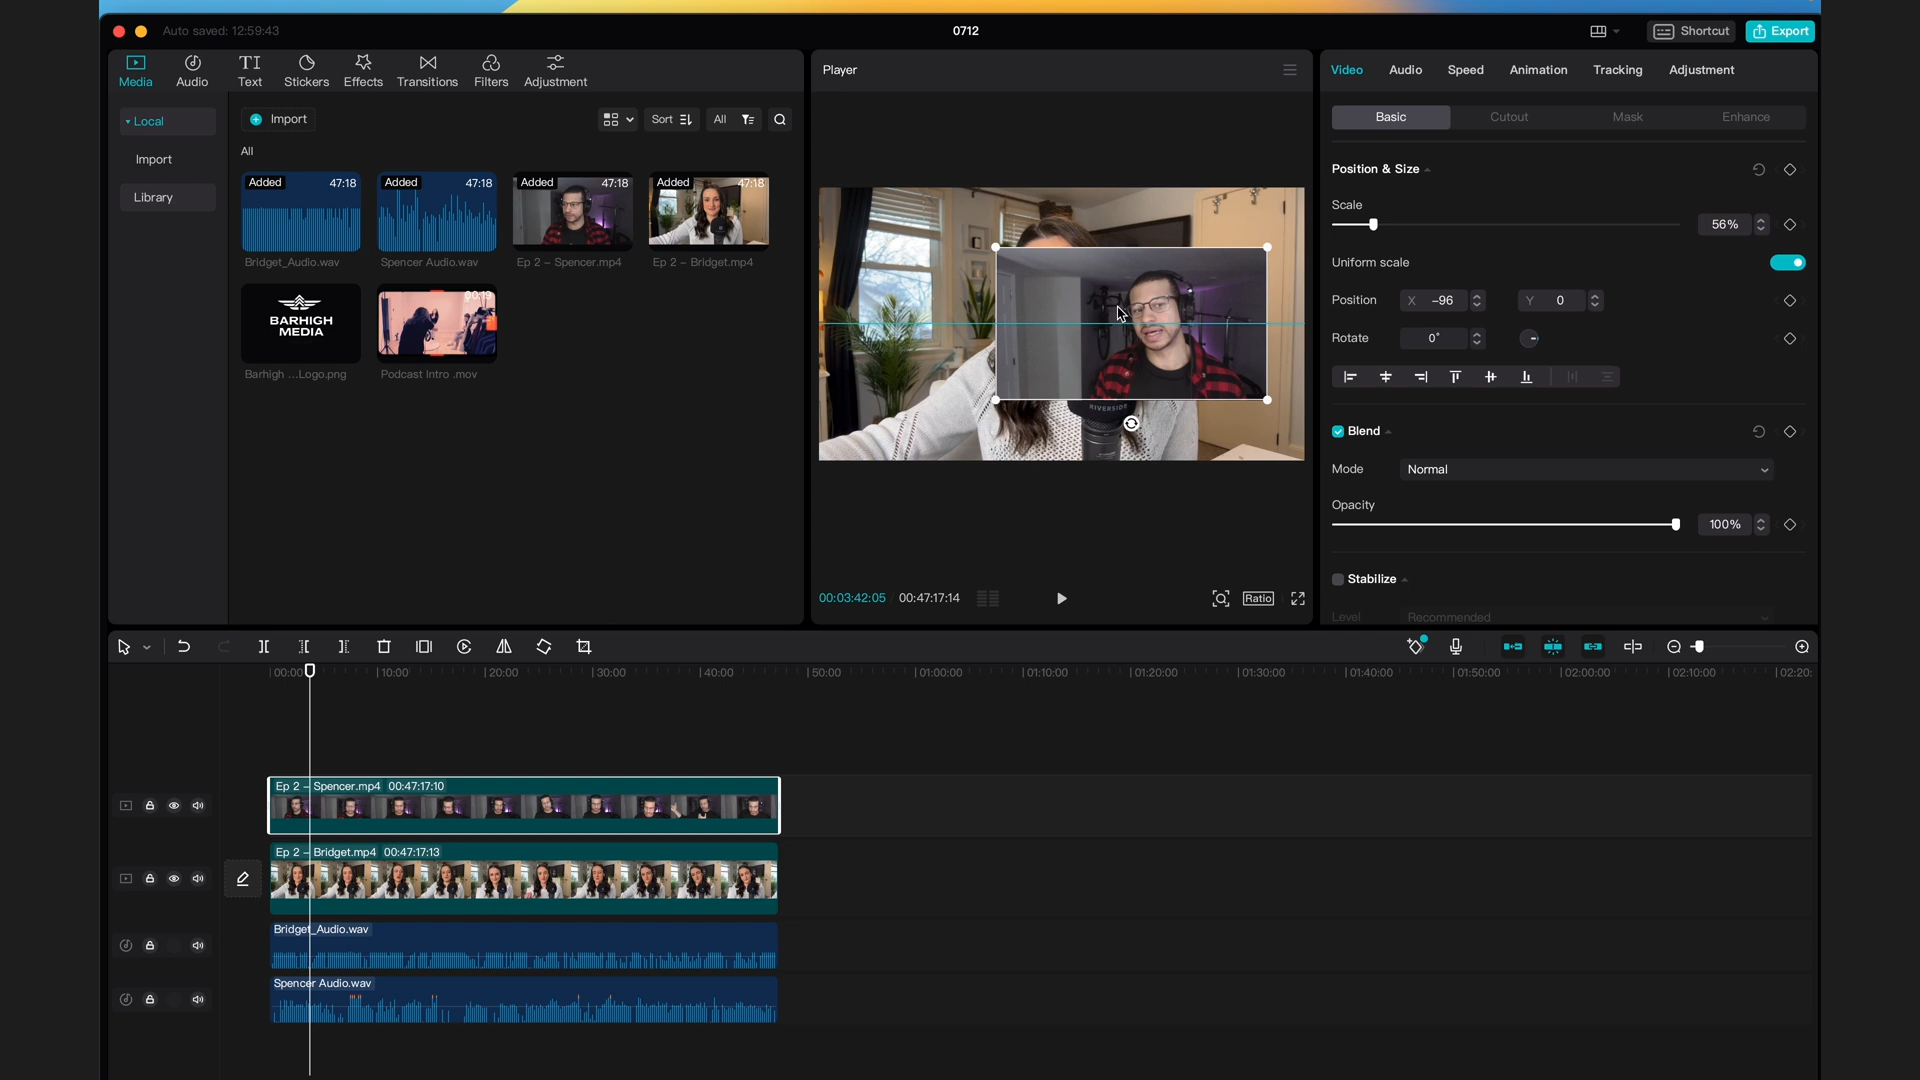 Auto saved: 12:59:43
0712
Shortcut
Export
Media
Audio
Text
Stickers
Effects
Transitions
Filters
Adjustment
Local
Import
Library
Import
Sort
All
All
Added 47:18
Added 47:18
Added 47:18
Added 47:18
Bridget_Audio.wav
Spencer Audio.wav
Ep 2 – Spencer.mp4
Ep 2 – Bridget.mp4
BARHIGH
MEDIA
00:19
Barhigh ...Logo.png
Podcast Intro .mov
Player
RIVERSIDE
00:03:42:05 / 00:47:17:14
Ratio
Video
Audio
Speed
Animation
Tracking
Adjustment
Basic
Cutout
Mask
Enhance
Position & Size
Scale
56%
Uniform scale
Position X -96 Y 0
Rotate 0°
Blend
Mode Normal
Opacity
100%
Stabilize
Level Recommended
00:00 10:00 20:00 30:00 40:00 50:00 01:00:00 01:10:00 01:20:00 01:30:00 01:40:00 01:50:00 02:00:00 02:10:00 02:20:
Ep 2 – Spencer.mp4 00:47:17:10
Ep 2 – Bridget.mp4 00:47:17:13
Bridget_Audio.wav
Spencer Audio.wav